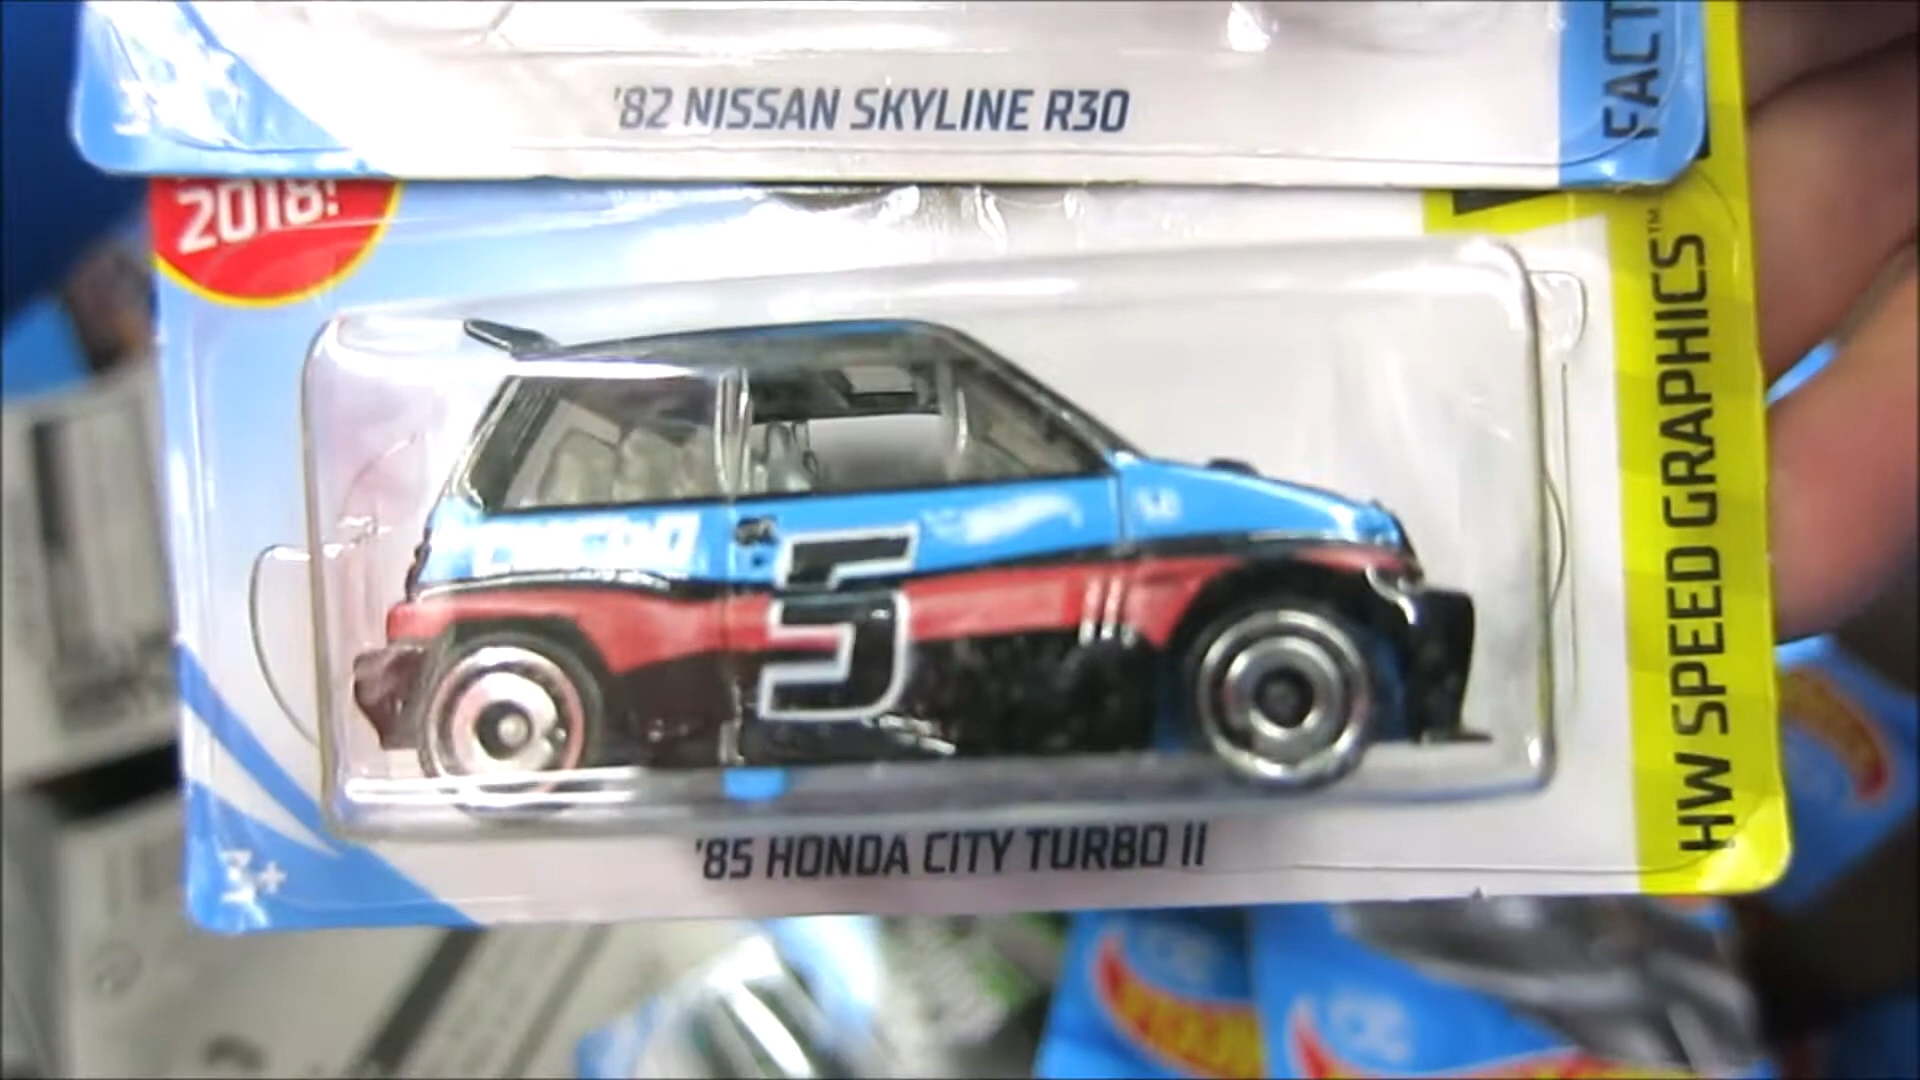 '82 NISSAN SKYLINE R30
FACT
2018!
HW SPEED GRAPHICS™
5
'85 HONDA CITY TURBO II
3+